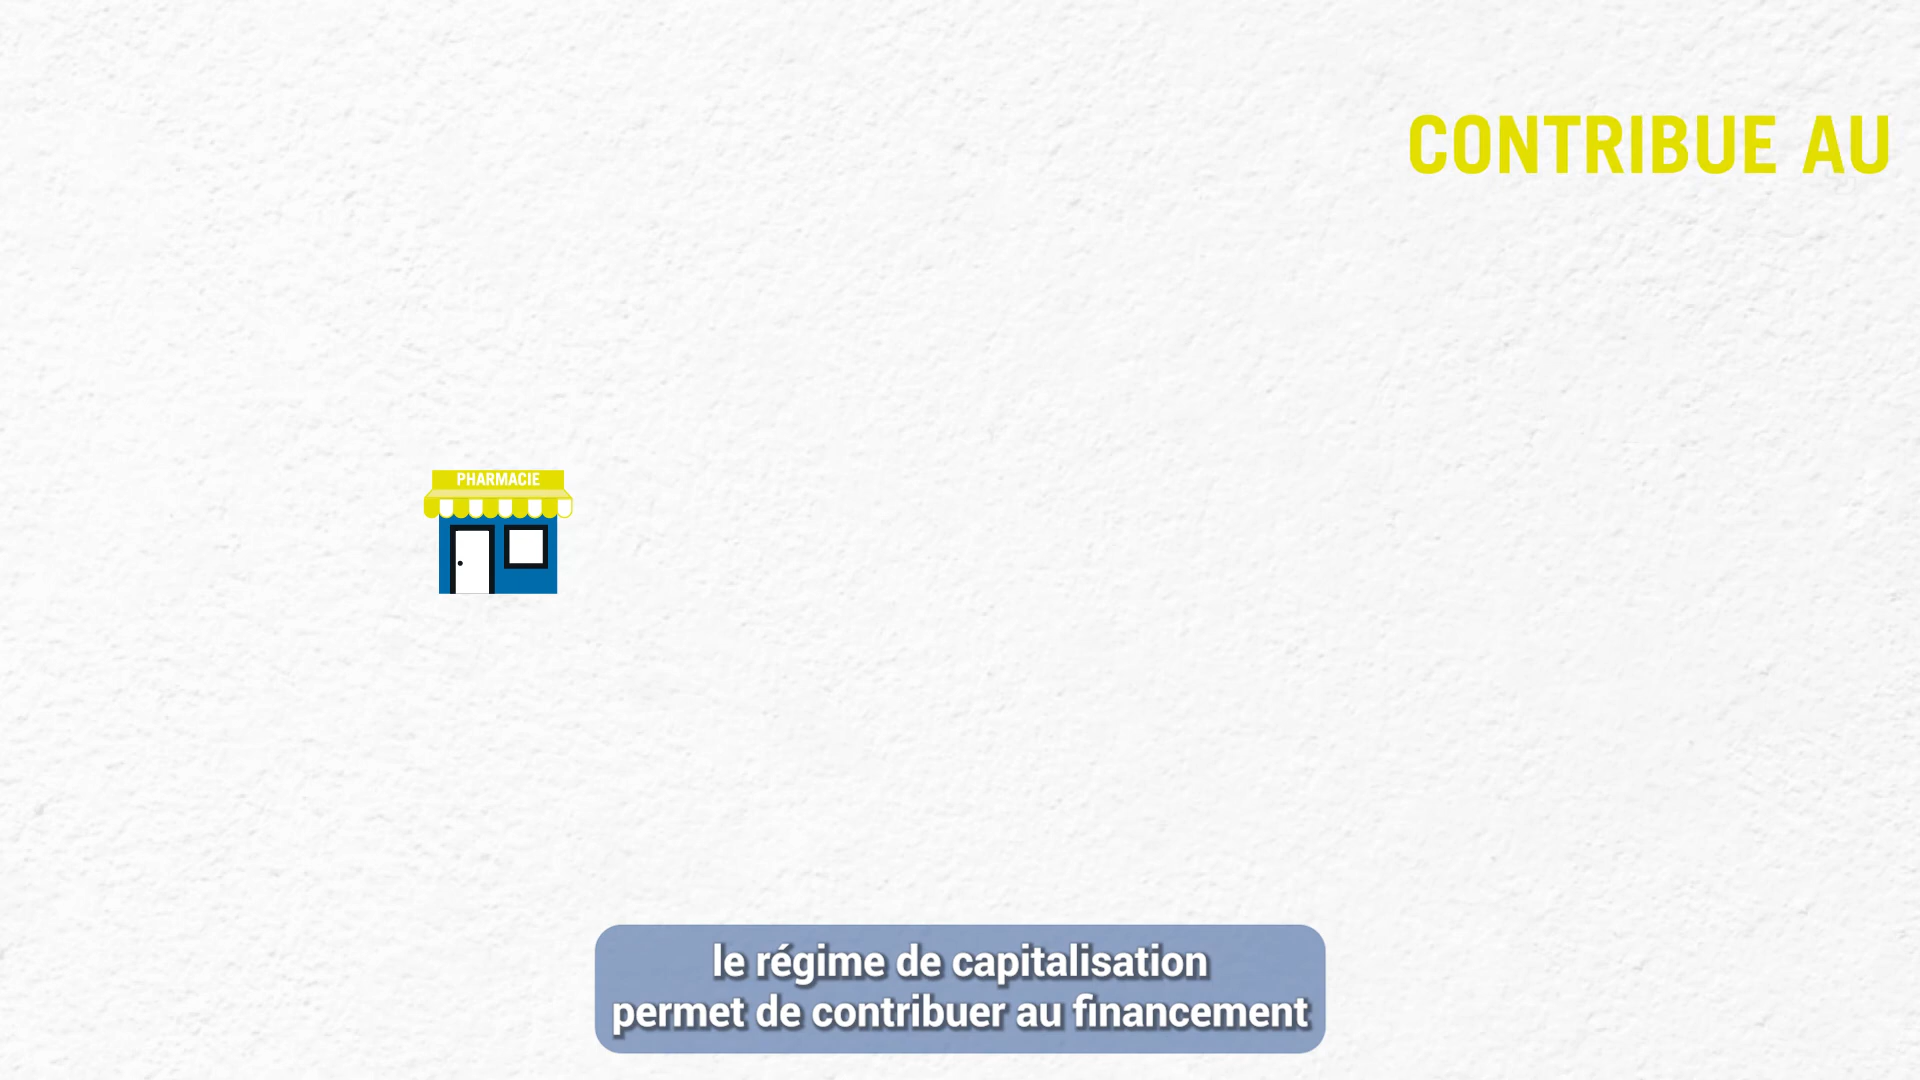 CONTRIBUE AU
PHARMACIE
le régime de capitalisation
permet de contribuer au financement